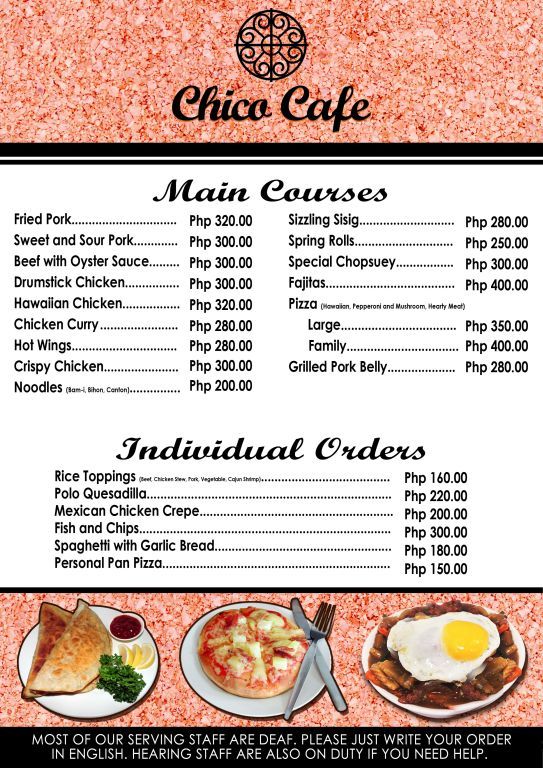 Chico Cafe
Main Courses
Fried Pork............................... Php 320.00
Sweet and Sour Pork............. Php 300.00
Beef with Oyster Sauce......... Php 300.00
Drumstick Chicken................ Php 300.00
Hawaiian Chicken................. Php 320.00
Chicken Curry....................... Php 280.00
Hot Wings............................... Php 280.00
Crispy Chicken...................... Php 300.00
Noodles (Bam-i, Bihon, Canton)............... Php 200.00
Sizzling Sisig............................ Php 280.00
Spring Rolls............................. Php 250.00
Special Chopsuey................. Php 300.00
Fajitas...................................... Php 400.00
Pizza (Hawaiian, Pepperoni and Mushroom, Hearty Meat)
Large.................................. Php 350.00
Family................................. Php 400.00
Grilled Pork Belly.................... Php 280.00
Individual Orders
Rice Toppings (Beef, Chicken Stew, Pork, Vegetable, Cajun Shrimp)...................................... Php 160.00
Polo Quesadilla........................................................................ Php 220.00
Mexican Chicken Crepe......................................................... Php 200.00
Fish and Chips.......................................................................... Php 300.00
Spaghetti with Garlic Bread.................................................... Php 180.00
Personal Pan Pizza................................................................... Php 150.00
MOST OF OUR SERVING STAFF ARE DEAF. PLEASE JUST WRITE YOUR ORDER
IN ENGLISH. HEARING STAFF ARE ALSO ON DUTY IF YOU NEED HELP.